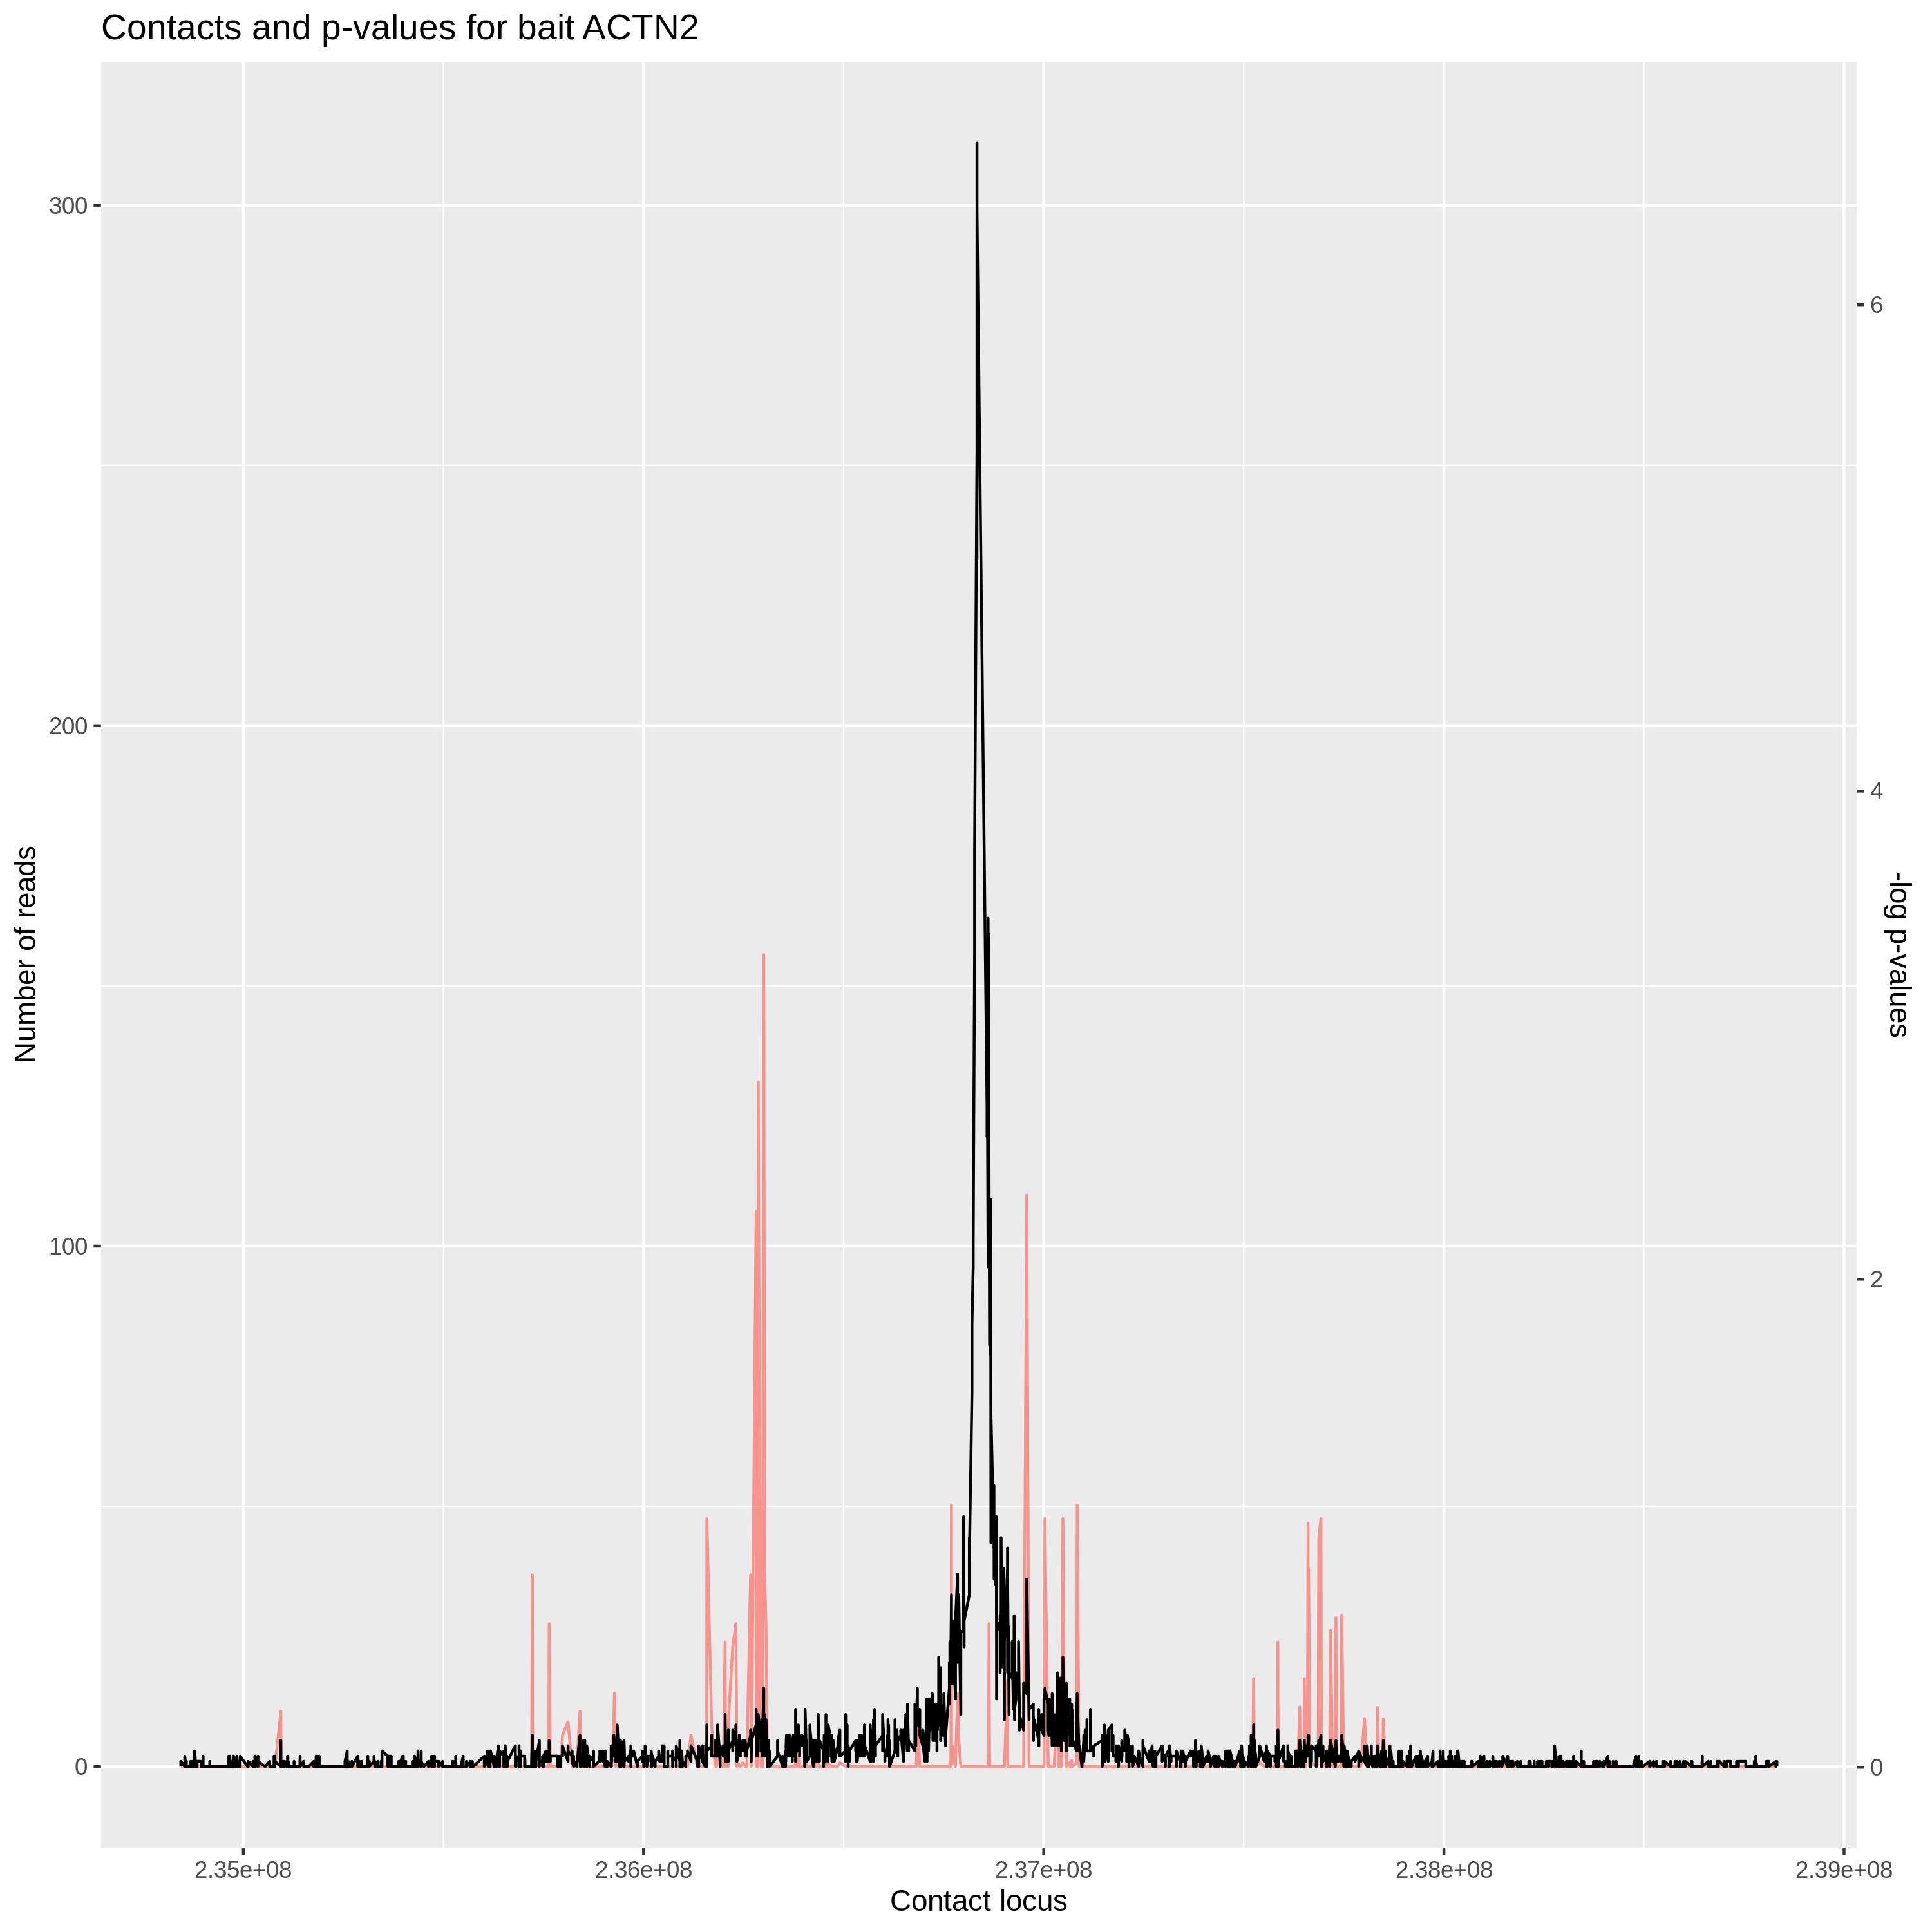 Contacts and p-values for bait ACTN2
300
200
100
0
6
4
2
0
Number of reads
-log p-values
2.35e+08 2.36e+08 2.37e+08 2.38e+08 2.39e+08
Contact locus